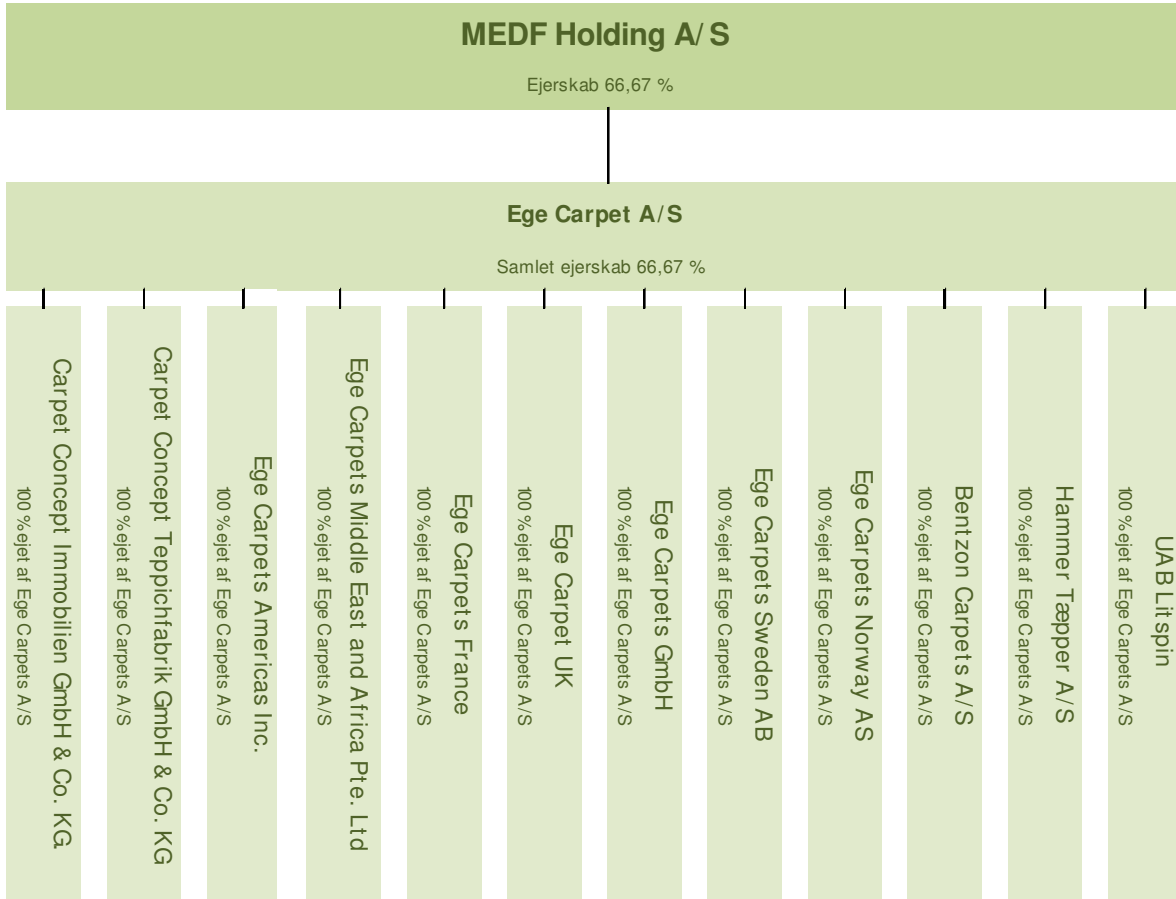 MEDF Holding A/S
Ejerskab 66,67 %
Ege Carpet A/S
Samlet ejerskab 66,67 %
Carpet Concept Immobilien GmbH & Co. KG.
100 % ejet af Ege Carpets A/S
Carpet Concept Teppichfabrik GmbH & Co. KG
100 % ejet af Ege Carpets A/S
Ege Carpets Americas Inc.
100 % ejet af Ege Carpets A/S
Ege Carpets Middle East and Africa Pte. Ltd
100 % ejet af Ege Carpets A/S
Ege Carpets France
100 % ejet af Ege Carpets A/S
Ege Carpet UK
100 % ejet af Ege Carpets A/S
Ege Carpets GmbH
100 % ejet af Ege Carpets A/S
Ege Carpets Sweden AB
100 % ejet af Ege Carpets A/S
Ege Carpets Norway AS
100 % ejet af Ege Carpets A/S
Bentzon Carpets A/S
100 % ejet af Ege Carpets A/S
Hammer Tæpper A/S
100 % ejet af Ege Carpets A/S
UAB Litspin
100 % ejet af Ege Carpets A/S